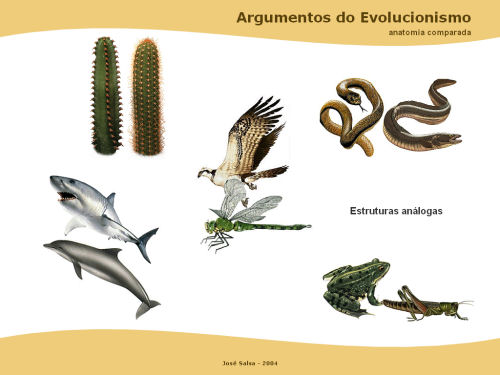 Argumentos do Evolucionismo
anatomia comparada
Estruturas análogas
José Salsa - 2004